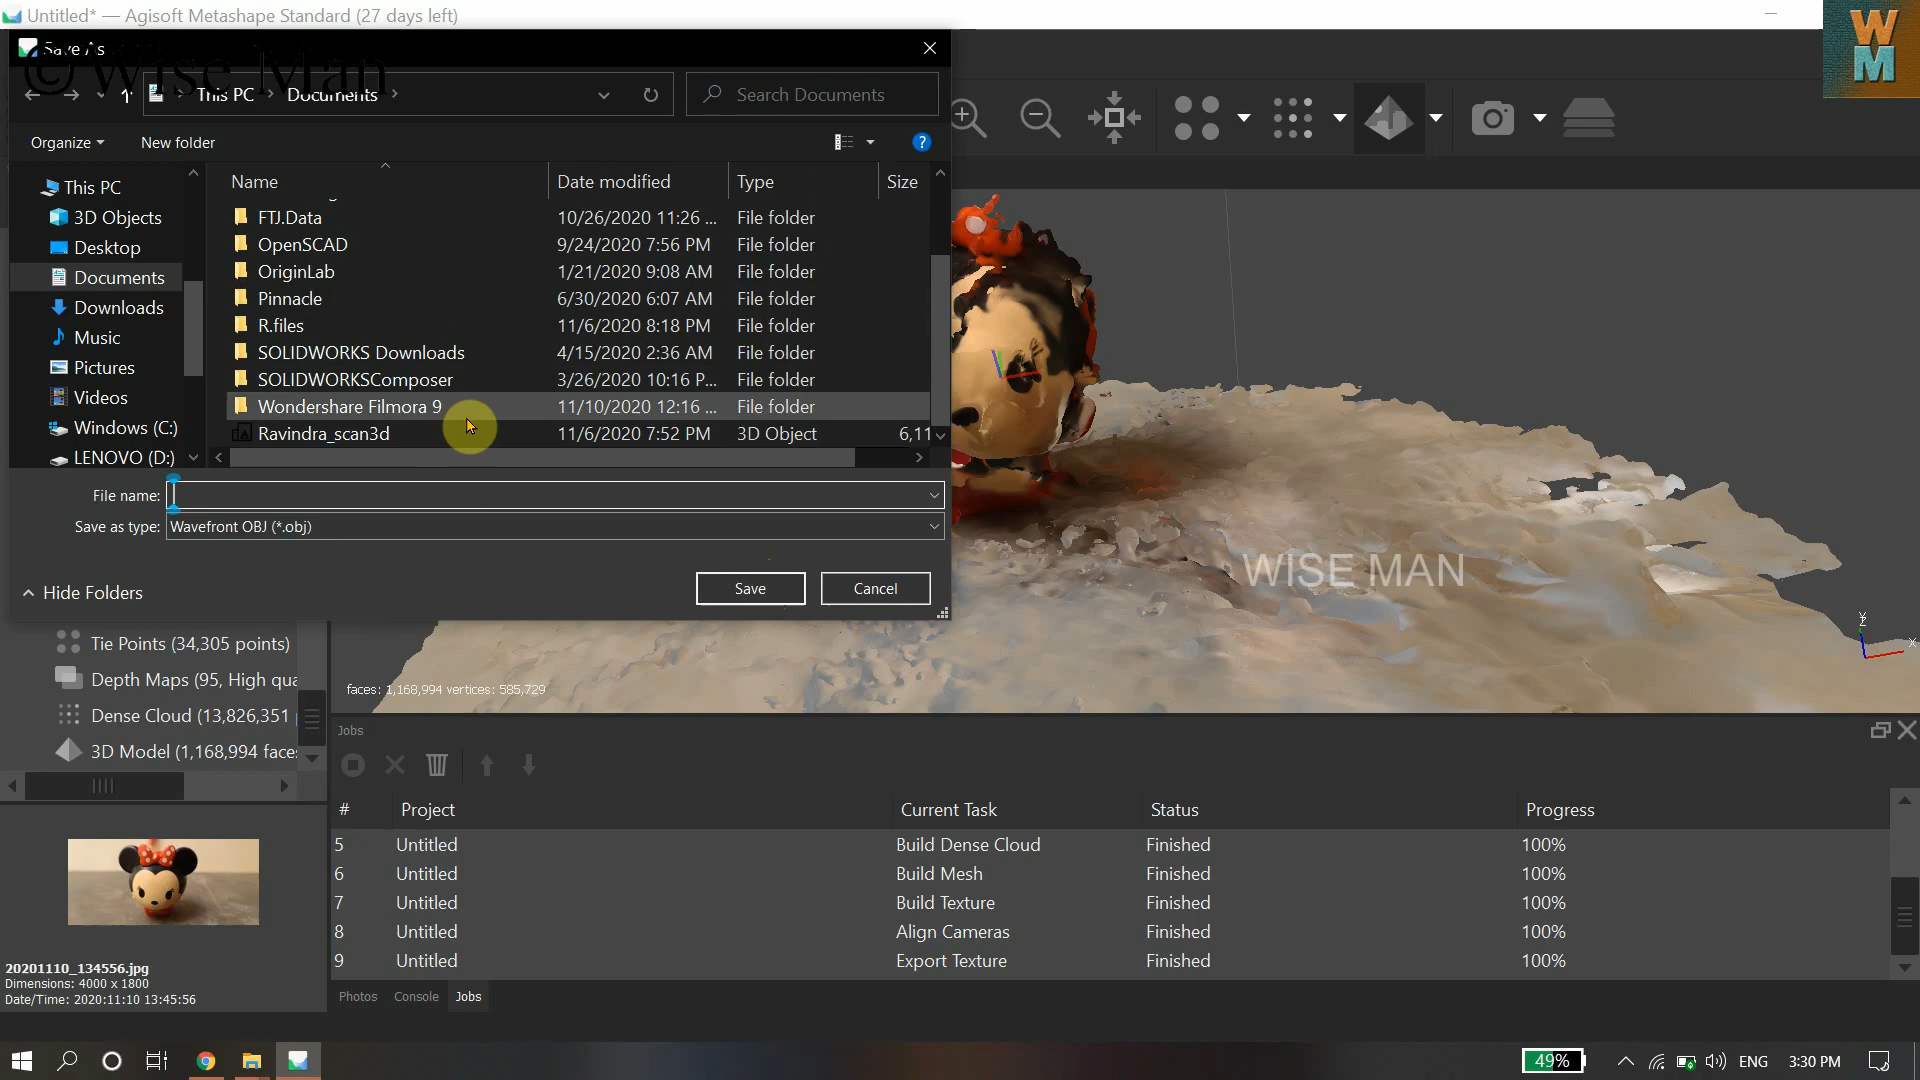 Untitled* — Agisoft Metashape Standard (27 days left)
WM
Save As
©Wise Man
This PC > Documents >
Search Documents
Organize
New folder
?
Name
Date modified
Type
Size
This PC
3D Objects
Desktop
Documents
Downloads
Music
Pictures
Videos
Windows (C:)
LENOVO (D:)
FTJ.Data 10/26/2020 11:26 ... File folder
OpenSCAD 9/24/2020 7:56 PM File folder
OriginLab 1/21/2020 9:08 AM File folder
Pinnacle 6/30/2020 6:07 AM File folder
R.files 11/6/2020 8:18 PM File folder
SOLIDWORKS Downloads 4/15/2020 2:36 AM File folder
SOLIDWORKSComposer 3/26/2020 10:16 P... File folder
Wondershare Filmora 9 11/10/2020 12:16 ... File folder
Ravindra_scan3d 11/6/2020 7:52 PM 3D Object 6,11
File name:
Save as type: Wavefront OBJ (*.obj)
Hide Folders
Save
Cancel
WISE MAN
Z
Y
X
Tie Points (34,305 points)
Depth Maps (95, High qua
Dense Cloud (13,826,351
3D Model (1,168,994 face
faces: 1,168,994 vertices: 585,729
Jobs
# Project Current Task Status Progress
5 Untitled Build Dense Cloud Finished 100%
6 Untitled Build Mesh Finished 100%
7 Untitled Build Texture Finished 100%
8 Untitled Align Cameras Finished 100%
9 Untitled Export Texture Finished 100%
20201110_134556.jpg
Dimensions: 4000 x 1800
Date/Time: 2020:11:10 13:45:56
Photos Console Jobs
49%
ENG
3:30 PM